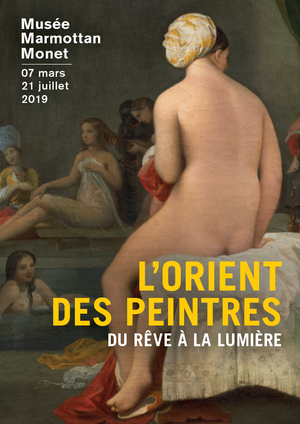 Musée
Marmottan
Monet
07 mars
21 juillet
2019
L'ORIENT
DES PEINTRES
DU RÊVE À LA LUMIÈRE